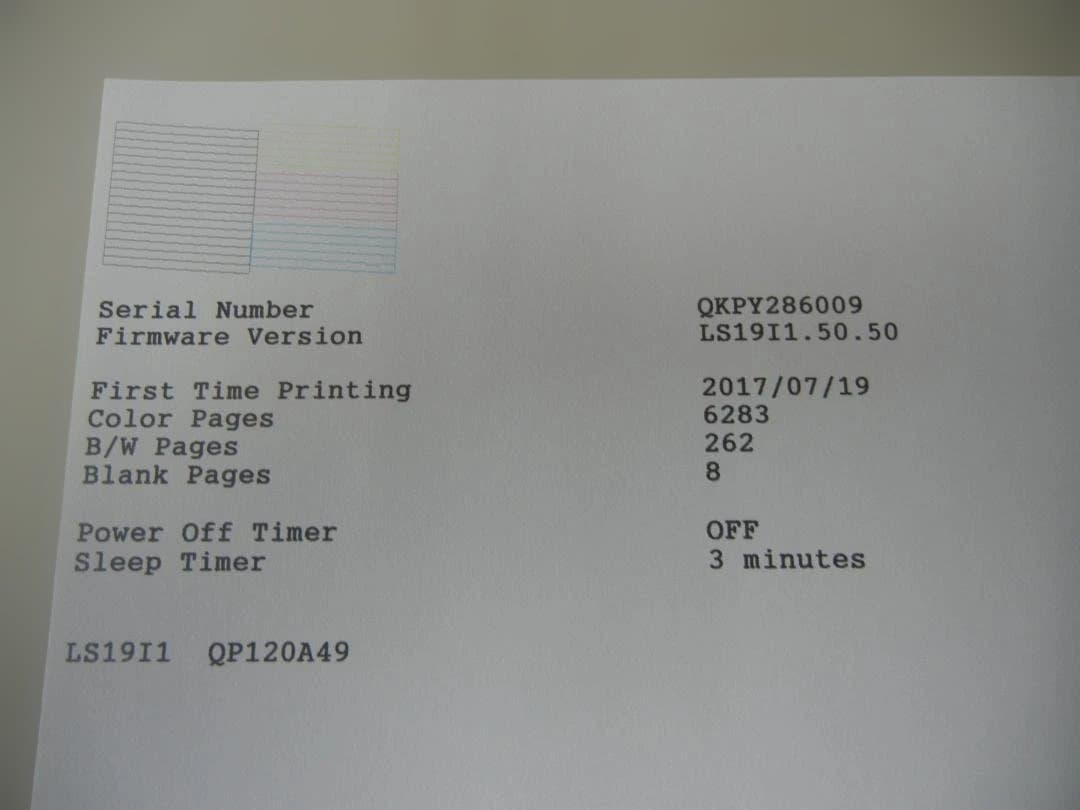 Serial Number QKPY286009
Firmware Version LS19I1.50.50
First Time Printing 2017/07/19
Color Pages 6283
B/W Pages 262
Blank Pages 8
Power Off Timer OFF
Sleep Timer 3 minutes
LS19I1 QP120A49